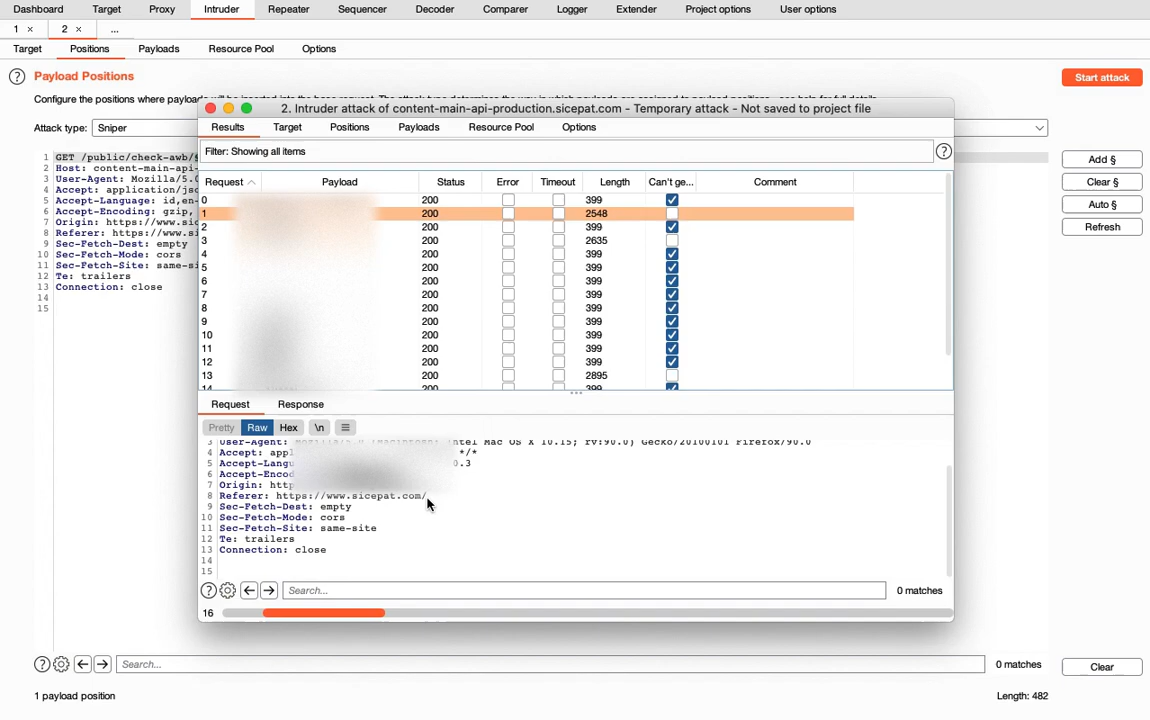 Dashboard Target Proxy Intruder Repeater Sequencer Decoder Comparer Logger Extender Project options User options
1 × 2 × ...
Target Positions Payloads Resource Pool Options
? Payload Positions
Start attack
Configure the positions where
2. Intruder attack of content-main-api-production.sicepat.com - Temporary attack - Not saved to project file
Attack type: Sniper
Results Target Positions Payloads Resource Pool Options
Filter: Showing all items ?
1 GET /public/check-awb/
2 Host: content-main-api-
3 User-Agent: Mozilla/5.0
4 Accept: application/jso
5 Accept-Language: id,en-
6 Accept-Encoding: gzip,
7 Origin: https://www.si
8 Referer: https://www.s
9 Sec-Fetch-Dest: empty
10 Sec-Fetch-Mode: cors
11 Sec-Fetch-Site: same-si
12 Te: trailers
13 Connection: close
14
15
Add §
Clear §
Auto §
Refresh
Request Payload Status Error Timeout Length Can't ge... Comment
0 200 399
1 200 2548
2 200 399
3 200 2635
4 200 399
5 200 399
6 200 399
7 200 399
8 200 399
9 200 399
10 200 399
11 200 399
12 200 399
13 200 2895
14 200 399
Request Response
Pretty Raw Hex \n
3 User-Agent: Intel Mac OS X 10.15; rv:90.0) Gecko/20100101 Firefox/90.0
4 Accept: appl */*
5 Accept-Langu 0.3
6 Accept-Encod
7 Origin: http
8 Referer: https://www.sicepat.com/
9 Sec-Fetch-Dest: empty
10 Sec-Fetch-Mode: cors
11 Sec-Fetch-Site: same-site
12 Te: trailers
13 Connection: close
14
15
? Search... 0 matches
16
? Search... 0 matches Clear
1 payload position Length: 482